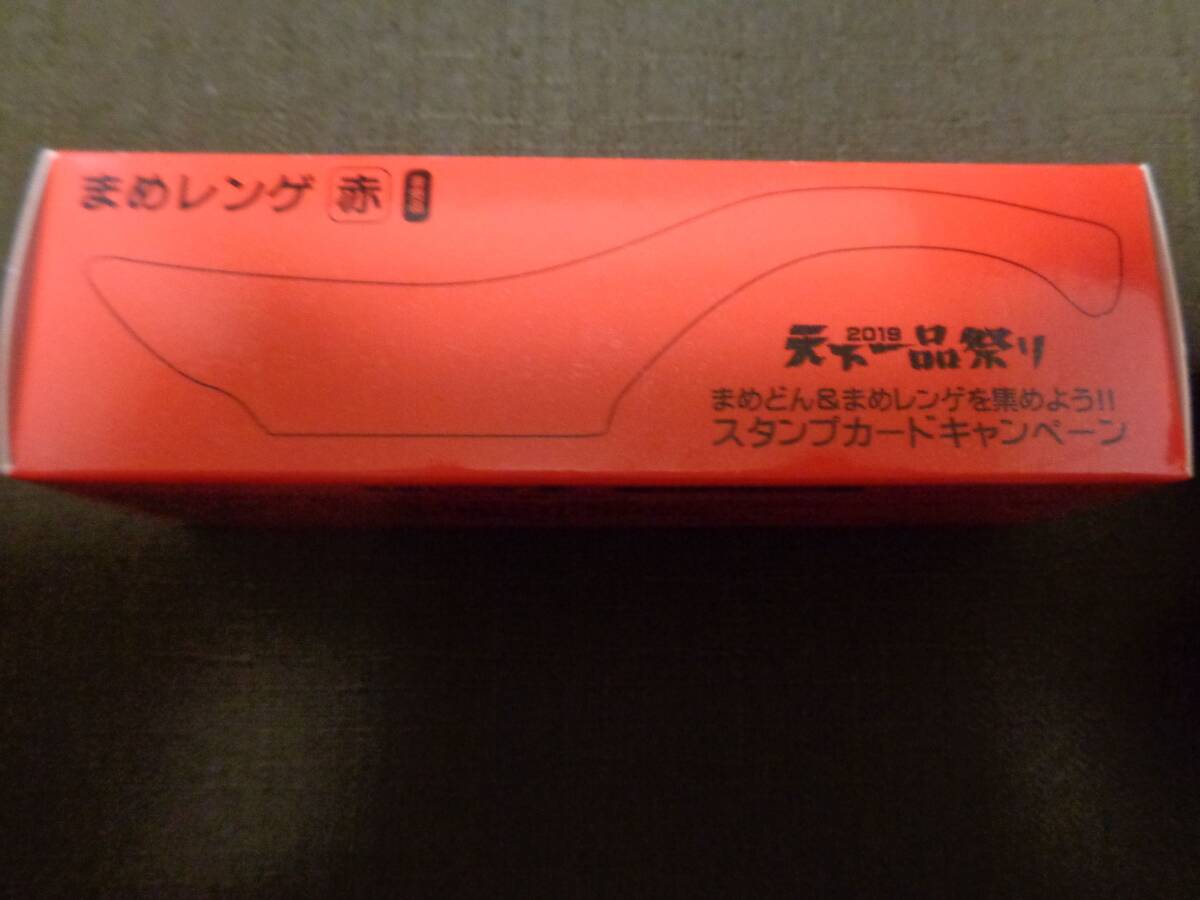 まめレンゲ 赤
2019
天下一品祭り
まめどん&まめレンゲを集めよう!!
スタンプカードキャンペーン